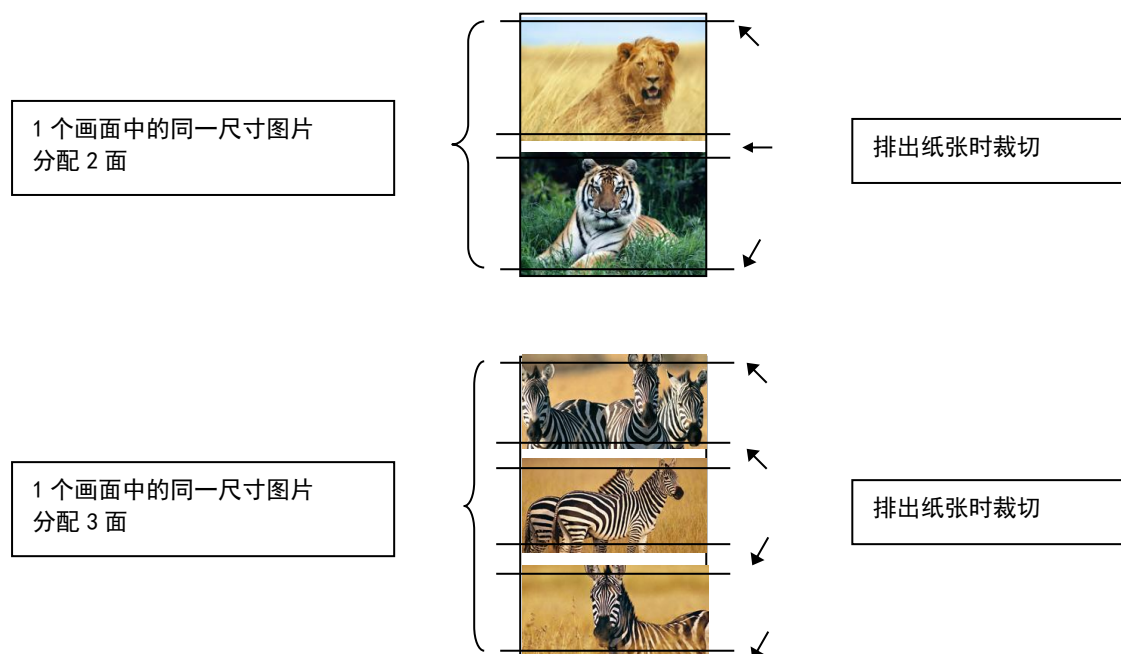 1 个画面中的同一尺寸图片
分配 2 面
排出纸张时裁切
1 个画面中的同一尺寸图片
分配 3 面
排出纸张时裁切